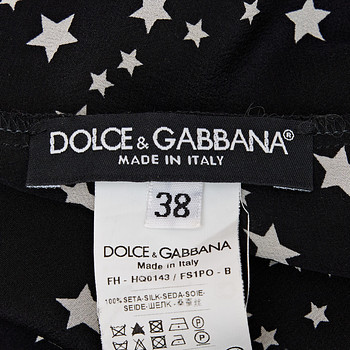 DOLCE & GABBANA®
MADE IN ITALY
38
DOLCE & GABBANA
Made in Italy
FH - HQ0143 / FS1PO - B
100%SETA-SILK-SEDA-SOIE-
SEIDE-ШЕЛК-